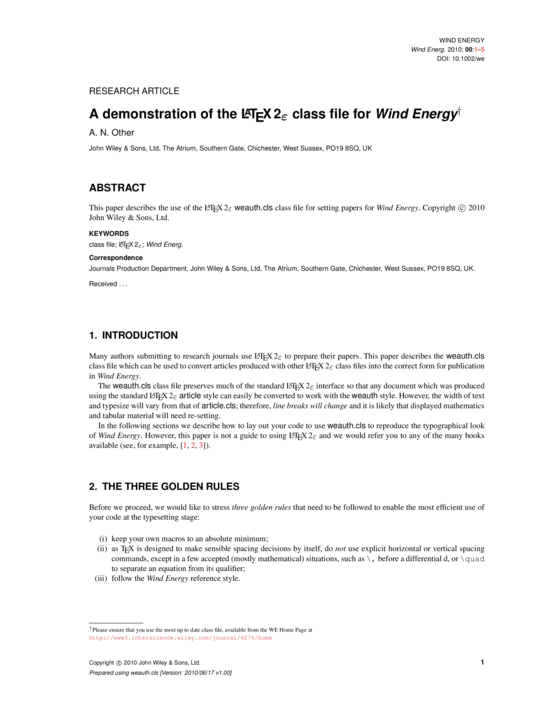 WIND ENERGY
Wind Energ. 2010; 00:1–5
DOI: 10.1002/we
RESEARCH ARTICLE
A demonstration of the LATEX 2ε class file for Wind Energy†
A. N. Other
John Wiley & Sons, Ltd, The Atrium, Southern Gate, Chichester, West Sussex, PO19 8SQ, UK
ABSTRACT
This paper describes the use of the LATEX 2ε weauth.cls class file for setting papers for Wind Energy. Copyright © 2010
John Wiley & Sons, Ltd.
KEYWORDS
class file; LATEX 2ε; Wind Energ.
Correspondence
Journals Production Department, John Wiley & Sons, Ltd, The Atrium, Southern Gate, Chichester, West Sussex, PO19 8SQ, UK.
Received . . .
1. INTRODUCTION
Many authors submitting to research journals use LATEX 2ε to prepare their papers. This paper describes the weauth.cls
class file which can be used to convert articles produced with other LATEX 2ε class files into the correct form for publication
in Wind Energy.
The weauth.cls class file preserves much of the standard LATEX 2ε interface so that any document which was produced
using the standard LATEX 2ε article style can easily be converted to work with the weauth style. However, the width of text
and typesize will vary from that of article.cls; therefore, line breaks will change and it is likely that displayed mathematics
and tabular material will need re-setting.
In the following sections we describe how to lay out your code to use weauth.cls to reproduce the typographical look
of Wind Energy. However, this paper is not a guide to using LATEX 2ε and we would refer you to any of the many books
available (see, for example, [1, 2, 3]).
2. THE THREE GOLDEN RULES
Before we proceed, we would like to stress three golden rules that need to be followed to enable the most efficient use of
your code at the typesetting stage:
(i) keep your own macros to an absolute minimum;
(ii) as TEX is designed to make sensible spacing decisions by itself, do not use explicit horizontal or vertical spacing
commands, except in a few accepted (mostly mathematical) situations, such as \, before a differential d, or \quad
to separate an equation from its qualifier;
(iii) follow the Wind Energy reference style.
†Please ensure that you use the most up to date class file, available from the WE Home Page at
http://www3.interscience.wiley.com/journal/6276/home
Copyright © 2010 John Wiley & Sons, Ltd. 1
Prepared using weauth.cls [Version: 2010/06/17 v1.00]